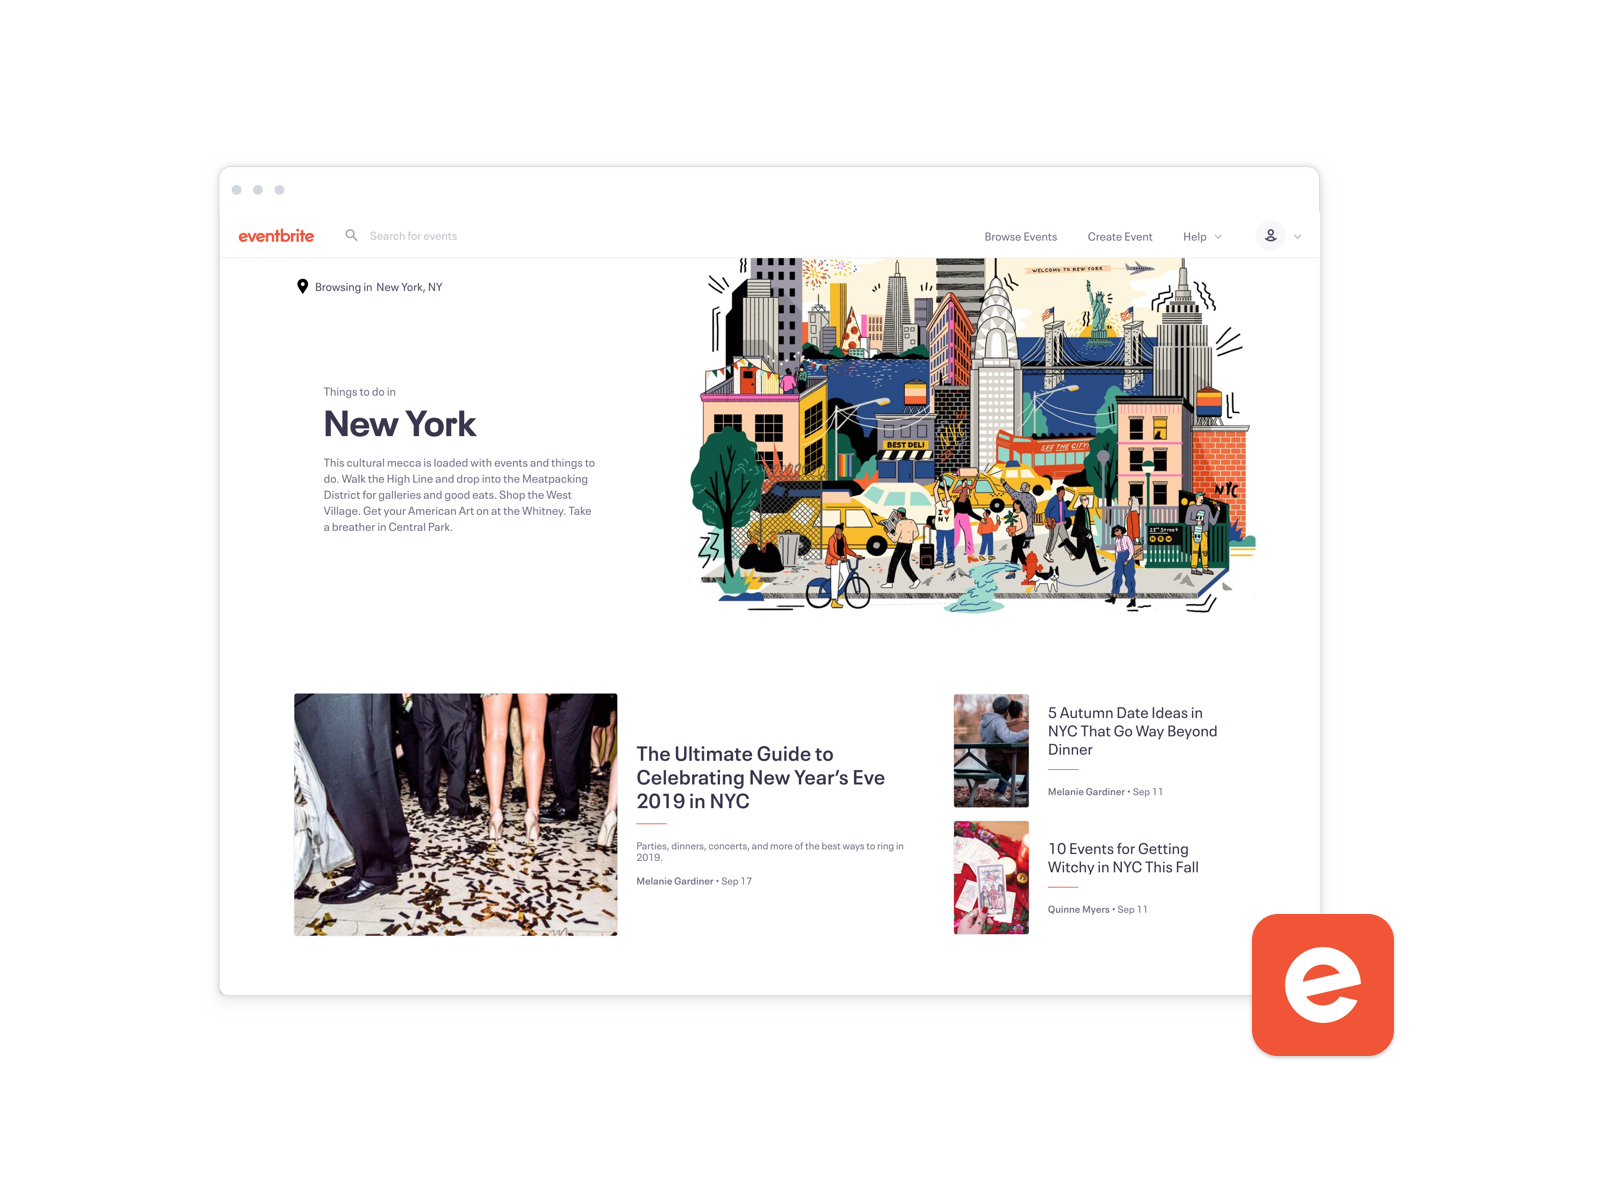 eventbrite
Search for events
Browse Events
Create Event
Help
Browsing in New York, NY
WELCOME TO NEW YORK
Things to do in
New York
This cultural mecca is loaded with events and things to
do. Walk the High Line and drop into the Meatpacking
District for galleries and good eats. Shop the West
Village. Get your American Art on at the Whitney. Take
a breather in Central Park.
BEST DELI
NYC
SEE THE CITY!
NYC
I ♥
NY
23rd Street
N R W
The Ultimate Guide to
Celebrating New Year's Eve
2019 in NYC
Parties, dinners, concerts, and more of the best ways to ring in
2019.
Melanie Gardiner • Sep 17
5 Autumn Date Ideas in
NYC That Go Way Beyond
Dinner
Melanie Gardiner • Sep 11
10 Events for Getting
Witchy in NYC This Fall
Quinne Myers • Sep 11
e